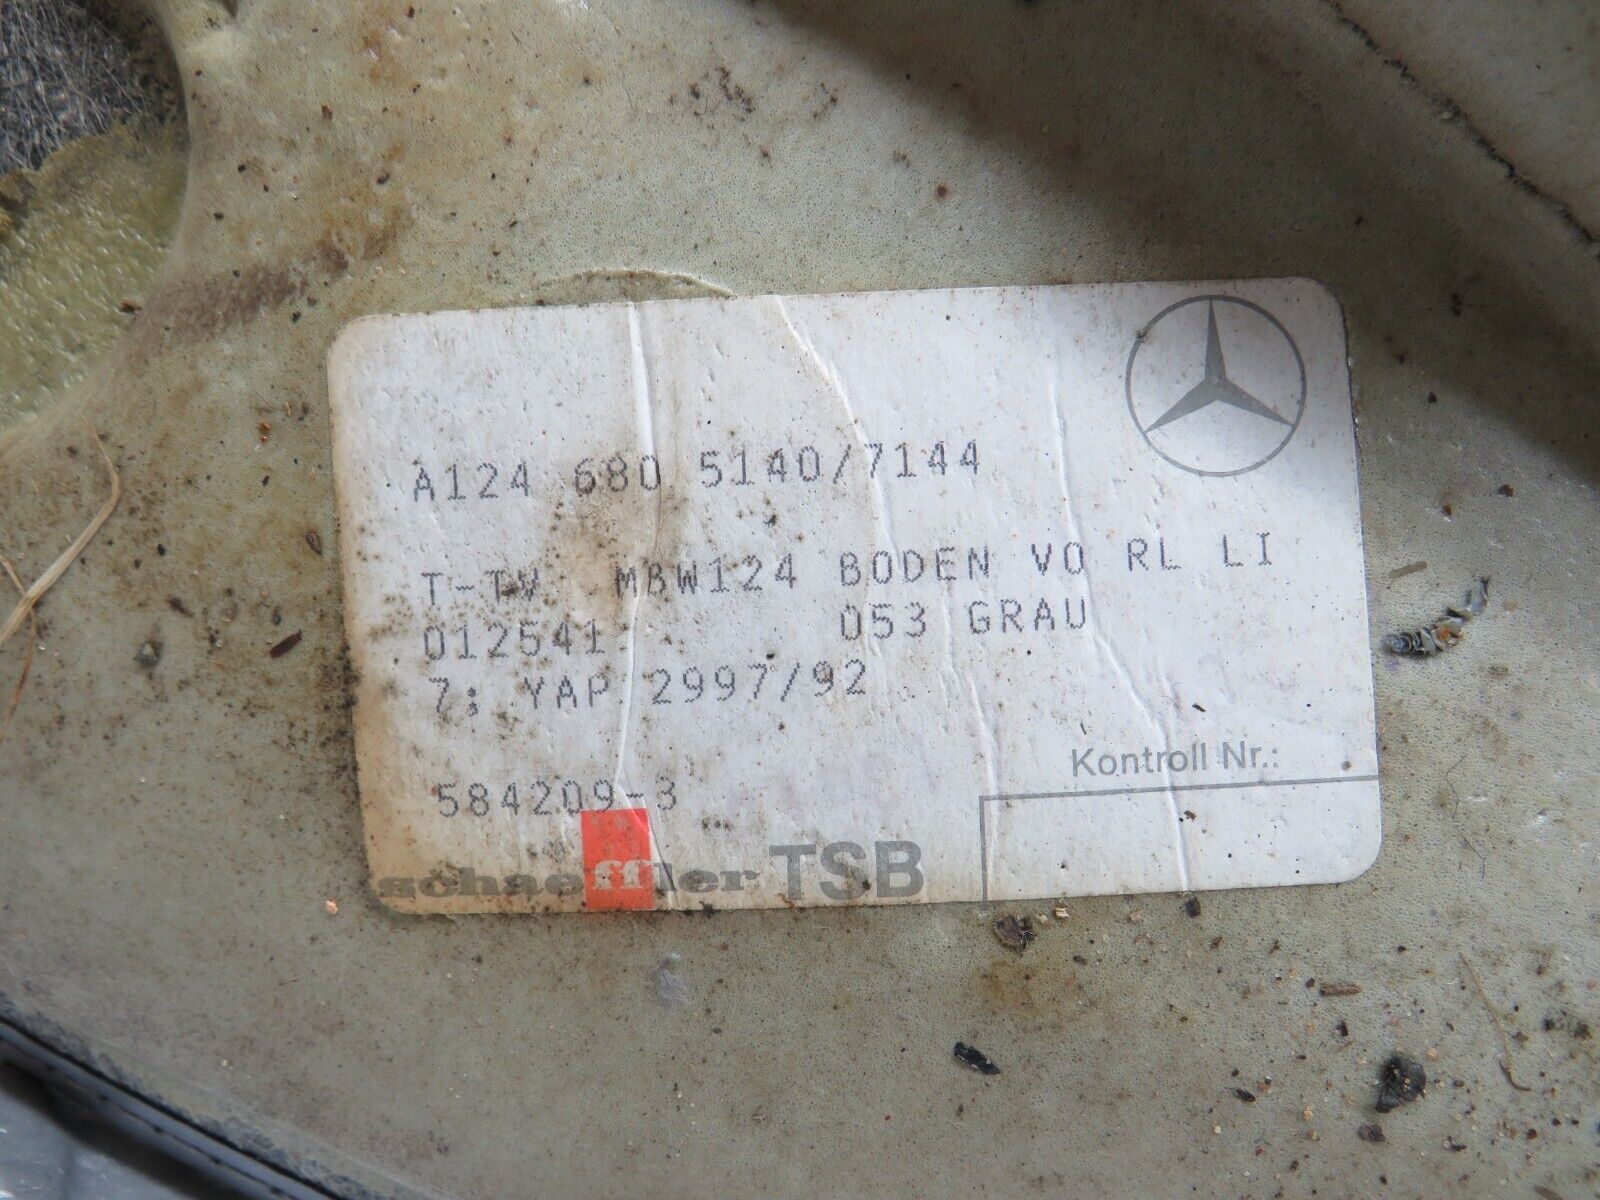 A124 680 5140/7144
T-TV MBW124 BODEN VO RL LI
012541 053 GRAU
7; YAP 2997/92
584209-3
Kontroll Nr.:
schaeffler TSB